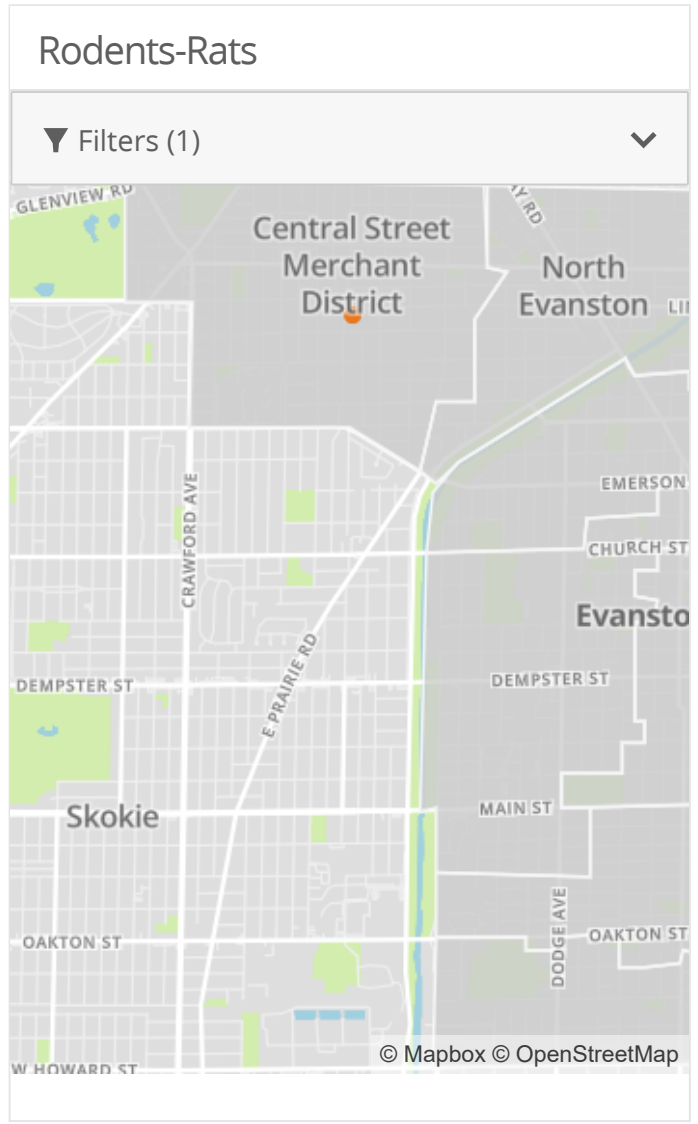 Rodents-Rats
Filters (1)
GLENVIEW RD
Central Street
Merchant
District
North
Evanston
EMERSON
CRAWFORD AVE
CHURCH ST
Evansto
E PRAIRIE RD
DEMPSTER ST
DEMPSTER ST
MAIN ST
Skokie
DODGE AVE
OAKTON ST
OAKTON ST
© Mapbox © OpenStreetMap
W HOWARD ST